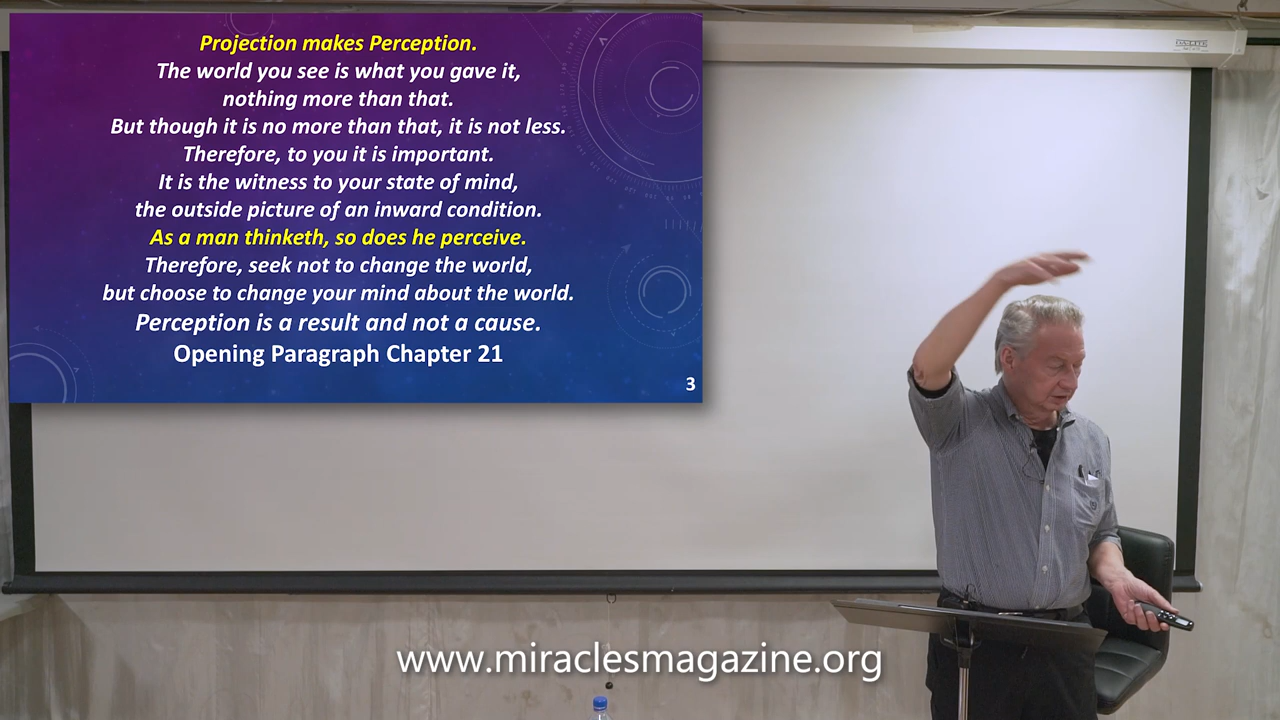 Projection makes Perception.
The world you see is what you gave it,
nothing more than that.
But though it is no more than that, it is not less.
Therefore, to you it is important.
It is the witness to your state of mind,
the outside picture of an inward condition.
As a man thinketh, so does he perceive.
Therefore, seek not to change the world,
but choose to change your mind about the world.
Perception is a result and not a cause.
Opening Paragraph Chapter 21
3
www.miraclesmagazine.org